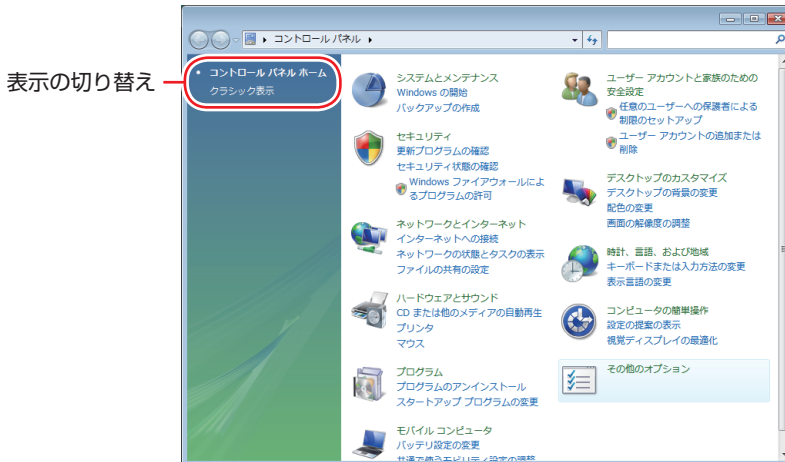 コントロール パネル
表示の切り替え
コントロール パネル ホーム
クラシック表示
システムとメンテナンス
Windows の開始
バックアップの作成
セキュリティ
更新プログラムの確認
セキュリティ状態の確認
Windows ファイアウォールによ
るプログラムの許可
ネットワークとインターネット
インターネットへの接続
ネットワークの状態とタスクの表示
ファイルの共有の設定
ハードウェアとサウンド
CD または他のメディアの自動再生
プリンタ
マウス
プログラム
プログラムのアンインストール
スタートアップ プログラムの変更
モバイル コンピュータ
バッテリ設定の変更
共通で使うモビリティ設定の調整
ユーザー アカウントと家族のための
安全設定
任意のユーザーへの保護者による
制限のセットアップ
ユーザー アカウントの追加または
削除
デスクトップのカスタマイズ
デスクトップの背景の変更
配色の変更
画面の解像度の調整
時計、言語、および地域
キーボードまたは入力方法の変更
表示言語の変更
コンピュータの簡単操作
設定の提案の表示
視覚ディスプレイの最適化
その他のオプション